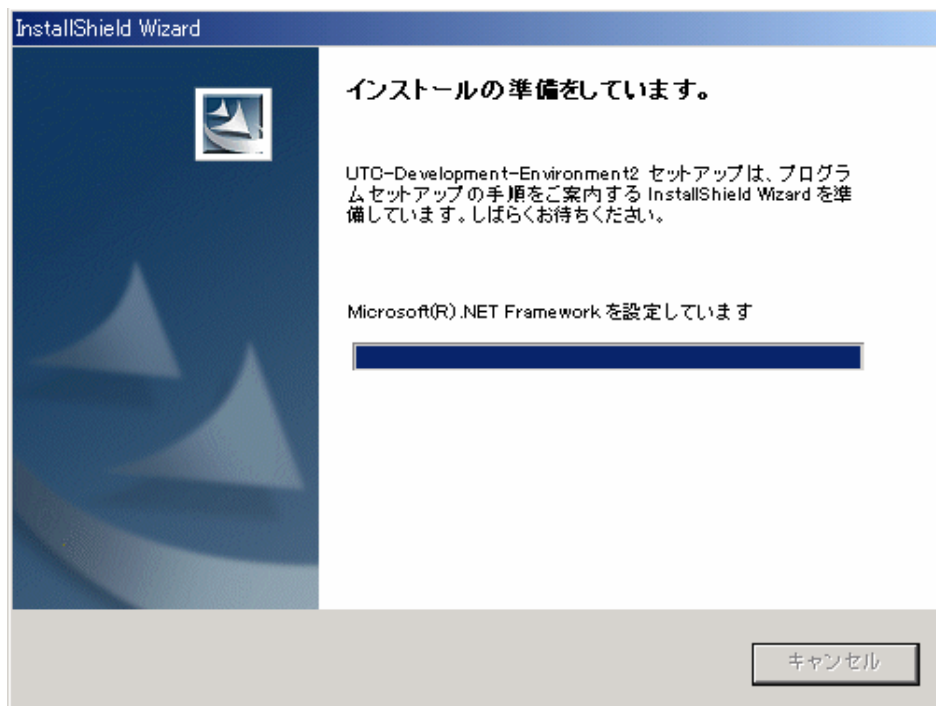 InstallShield Wizard
インストールの準備をしています。
UTC-Development-Environment2 セットアップは、プログラ
ムセットアップの手順をご案内する InstallShield Wizard を準
備しています。しばらくお待ちください。
Microsoft(R) .NET Framework を設定しています
キャンセル